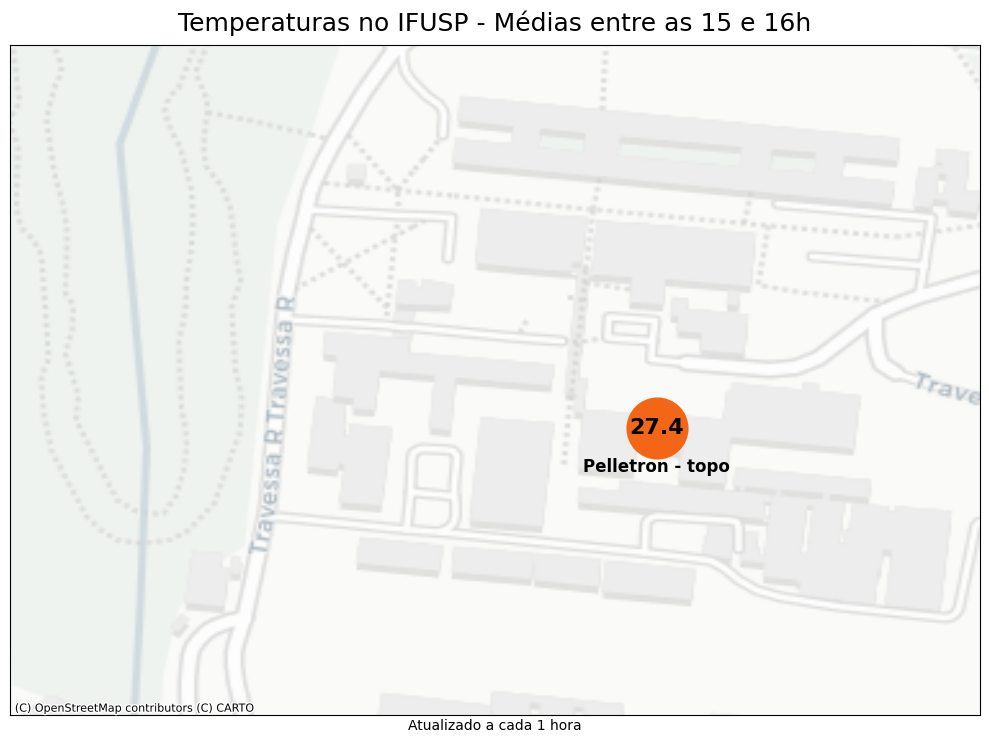 Temperaturas no IFUSP - Médias entre as 15 e 16h
Travessa R Travessa R
Trave
27.4
Pelletron - topo
(C) OpenStreetMap contributors (C) CARTO
Atualizado a cada 1 hora